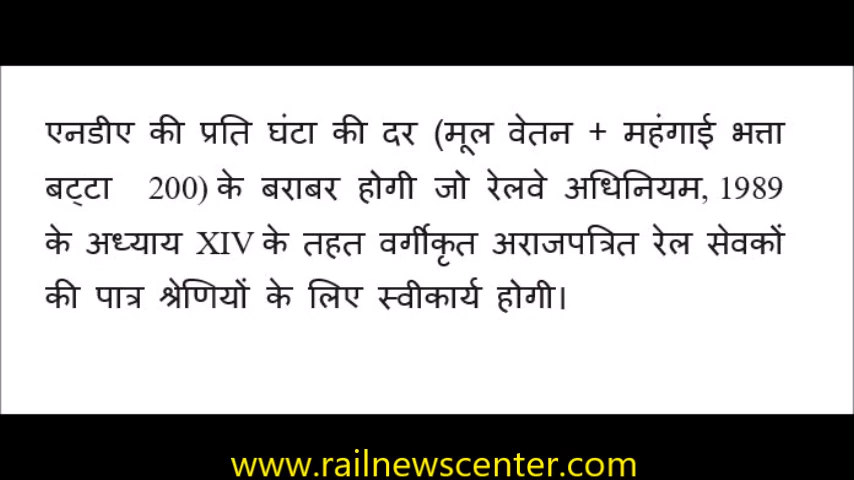 एनडीए की प्रति घंटा की दर (मूल वेतन + महंगाई भत्ता
बट्टा 200) के बराबर होगी जो रेलवे अधिनियम, 1989
के अध्याय XIV के तहत वर्गीकृत अराजपत्रित रेल सेवकों
की पात्र श्रेणियों के लिए स्वीकार्य होगी।
www.railnewscenter.com